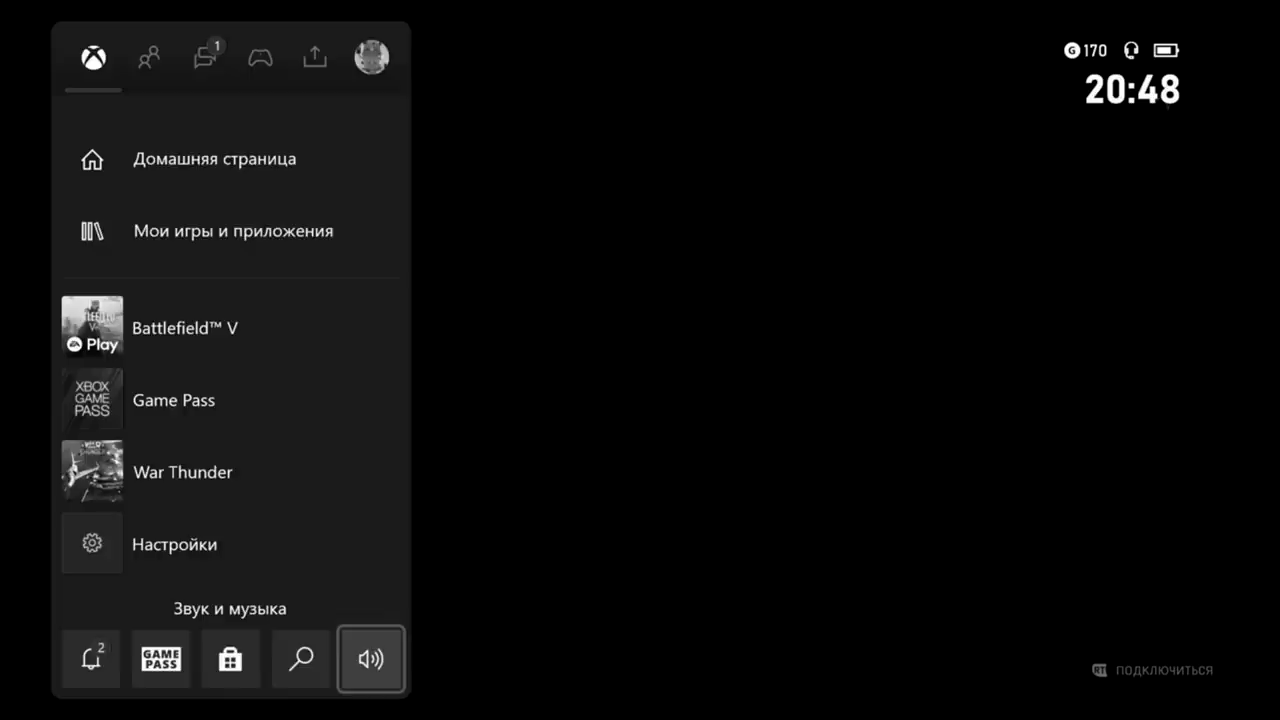 1
G 170
20:48
Домашняя страница
Мои игры и приложения
Play
Battlefield™ V
XBOX
GAME
PASS
Game Pass
War Thunder
Настройки
Звук и музыка
2
GAME
PASS
RT ПОДКЛЮЧИТЬСЯ